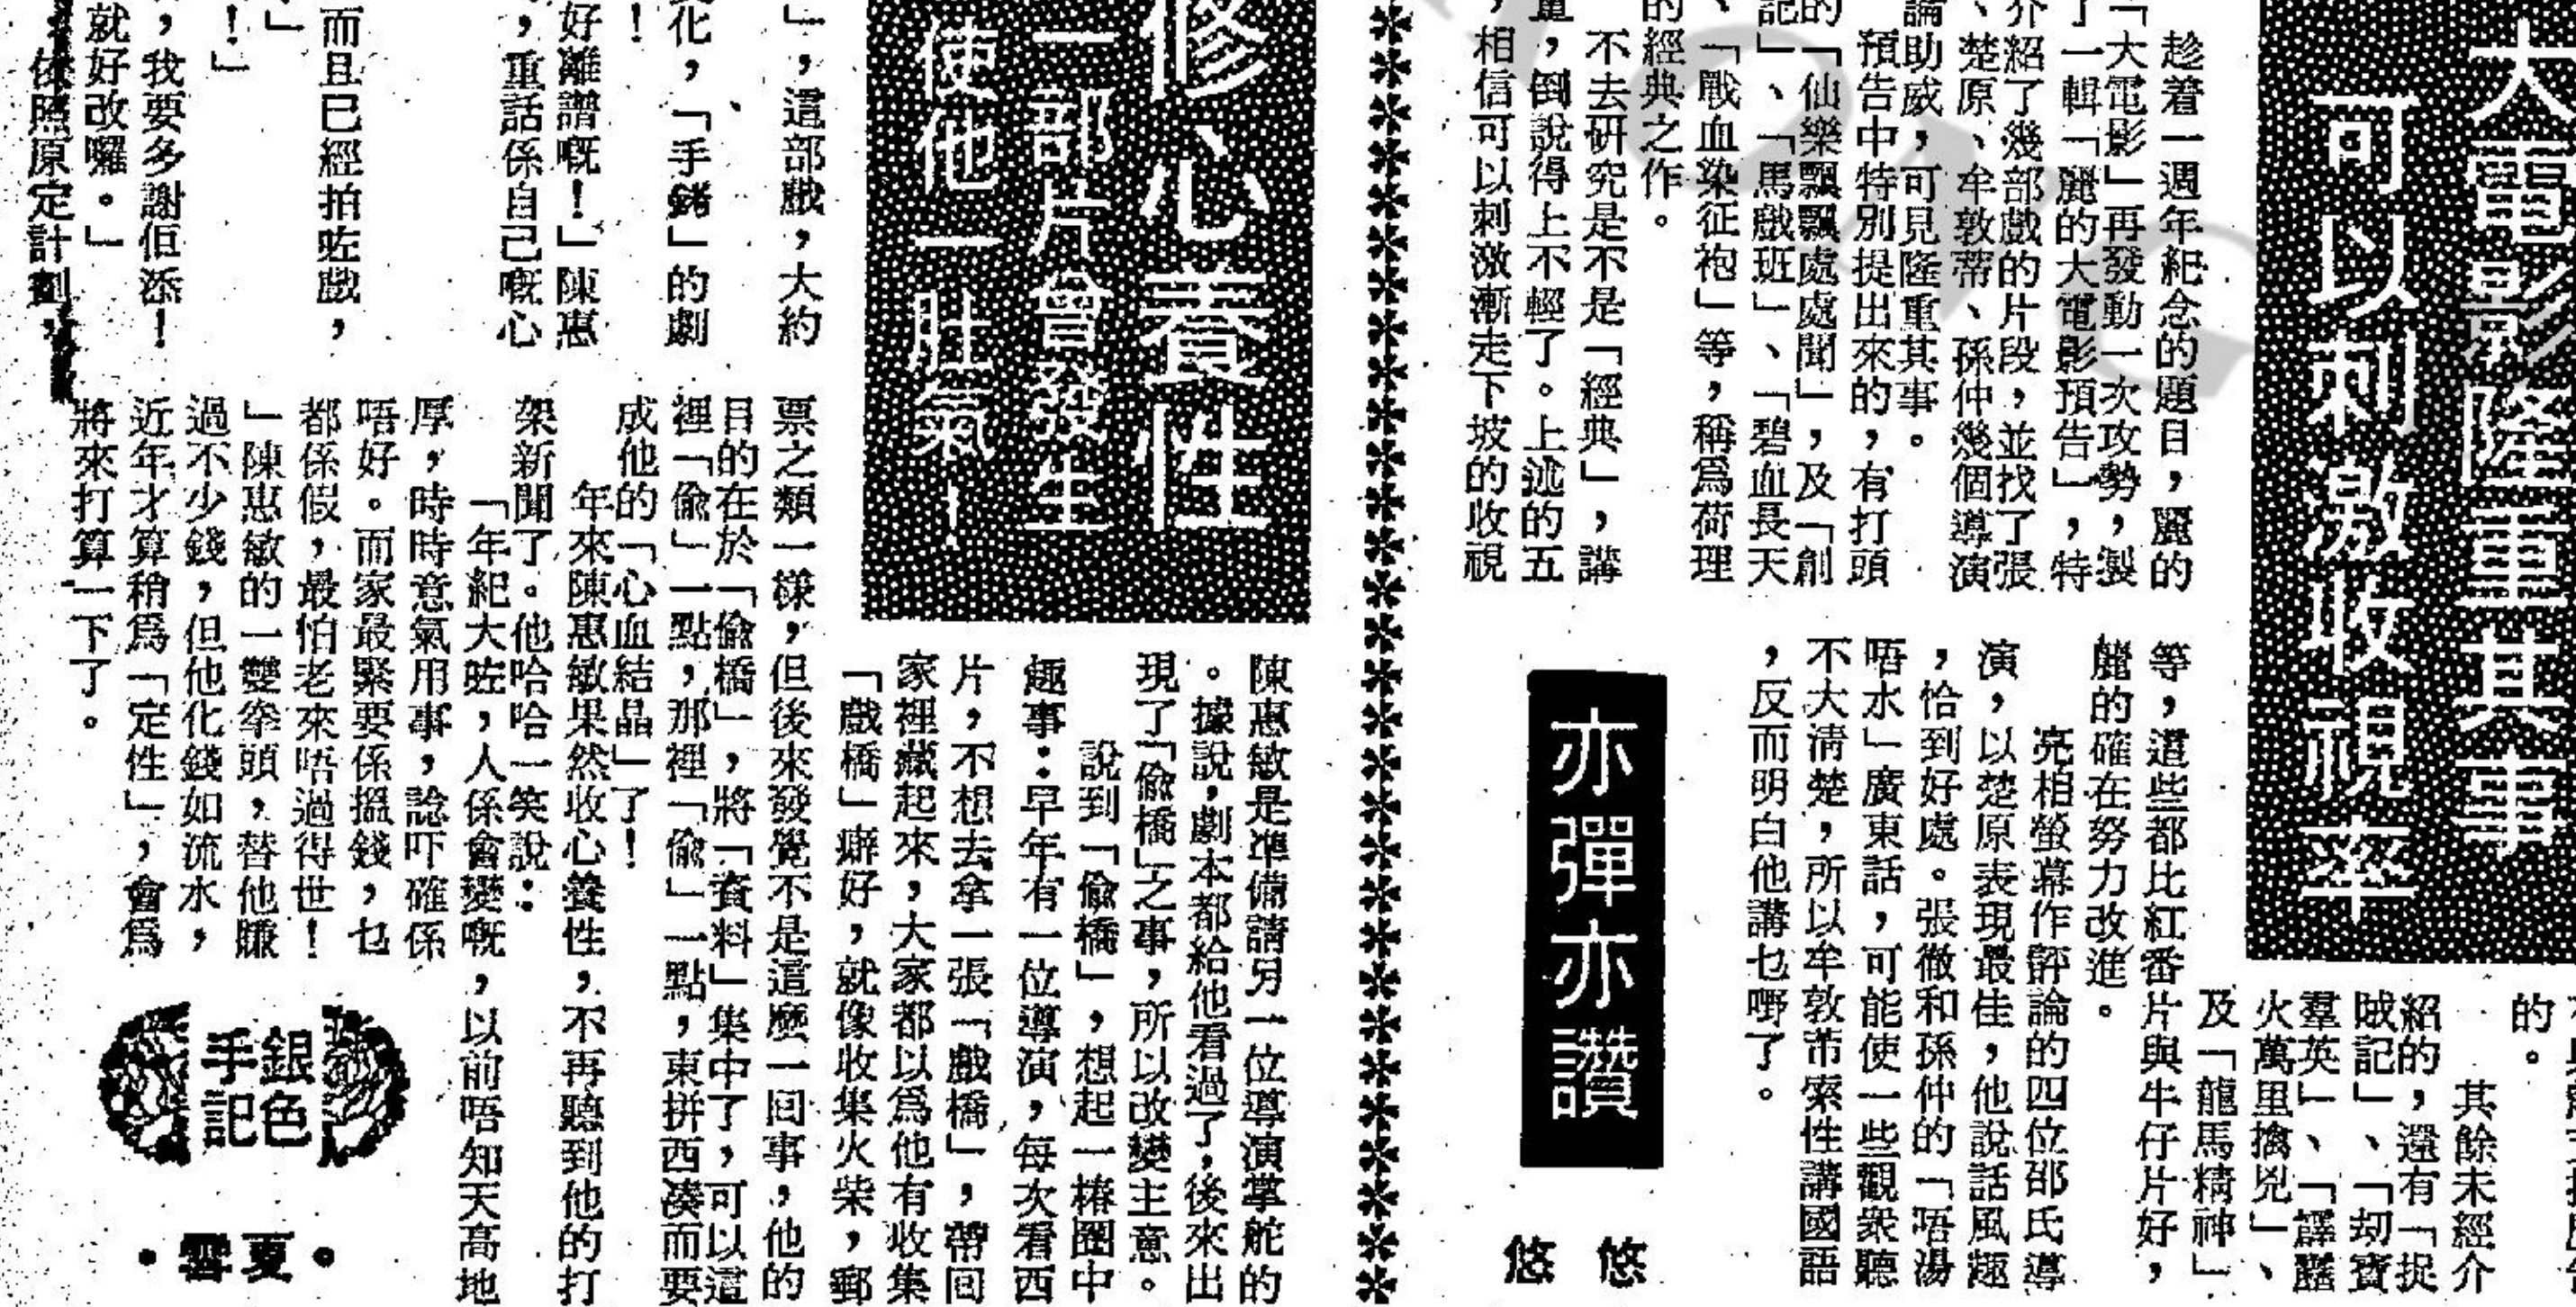 大電影隆重其事
可以刺激收視率
趁着一週年紀念的題目，麗的
「大電影」再發動一次攻勢，製
了一輯「麗的大電影預告」，特
介紹了幾部戲的片段，並找了張
、楚原、牟敦蒂、孫仲幾個導演
論助威，可見隆重其事。
預告中特別提出來的，有打頭
的「仙樂飄飄處處聞」，及「創
記」、「馬戲班」、「碧血長天
、「戰血染征袍」等，稱爲荷理
的經典之作。
不去研究是不是「經典」，講
重，倒說得上不輕了。上述的五
，相信可以刺激漸走下坡的收視
的。
其餘未經介
紹的，還有「捉
賊記」、「刼寶
羣英」、「譯
火萬里擒兇」、
及「龍馬精神」
等，這些都比紅番片與牛仔片好，
麗的確在努力改進。
亮相螢幕作評論的四位邵氏導
演，以楚原表現最佳，他說話風趣
，恰到好處。張徹和孫仲的「唔湯
唔水」廣東話，可能使一些觀衆聽
不大清楚，所以牟敦芾索性講國語
，反而明白他講乜嘢了。
亦彈亦讚
悠悠
修心養性
一部片曾發生
使他一肚氣！
」，這部戲，大約
化，「手銬」的劇
！
好離譜嘅！」陳惠
，重話係自己嘅心
而且已經拍咗戲，
」
！」
，我要多謝佢添！
就好改囉。」
，依照原定計劃，
陳惠敏是準備請另一位導演掌舵的
。據說，劇本都給他看過了，後來出
現了「偸橋」之事，所以改變主意。
說到「偸橋」，想起一樁圈中
趣事：早年有一位導演，每次看西
片，不想去拿一張「戲橋」，帶囘
家裡藏起來，大家都以爲他有收集
「戲橋」癖好，就像收集火柴，郵
票之類一樣，但後來發覺不是這麼一囘事，他的
目的在於「偸橋」，將「資料」集中了，可以這
裡「偸」一點，那裡「偸」一點，東拼西湊而要
成他的「心血結晶」了！
年來陳惠敏果然收心養性，不再聽到他的打
架新聞了。他哈哈一笑說：
「年紀大咗，人係會變嘅，以前唔知天高地
厚，時時意氣用事，諗吓確係
唔好。而家最緊要係搵錢，乜
都係假，最怕老來唔過得世！
」陳惠敏的一雙拳頭，替他賺
過不少錢，但他化錢如流水，
近年才算稍爲「定性」，會爲
將來打算一下了。
銀色
手記
・夏雲・